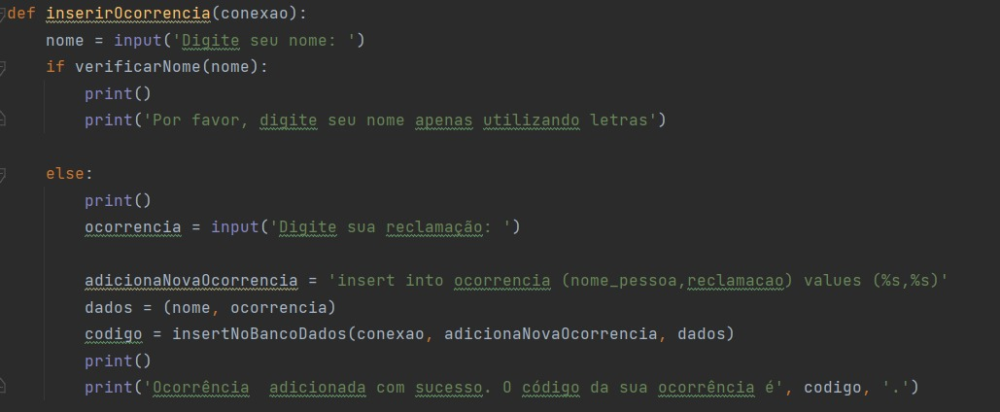 def inserirOcorrencia(conexao):
    nome = input('Digite seu nome: ')
    if verificarNome(nome):
        print()
        print('Por favor, digite seu nome apenas utilizando letras')
    else:
        print()
        ocorrencia = input('Digite sua reclamação: ')
        adicionaNovaOcorrencia = 'insert into ocorrencia (nome_pessoa,reclamacao) values (%s,%s)'
        dados = (nome, ocorrencia)
        codigo = insertNoBancoDados(conexao, adicionaNovaOcorrencia, dados)
        print()
        print('Ocorrência  adicionada com sucesso. O código da sua ocorrência é', codigo, '.')